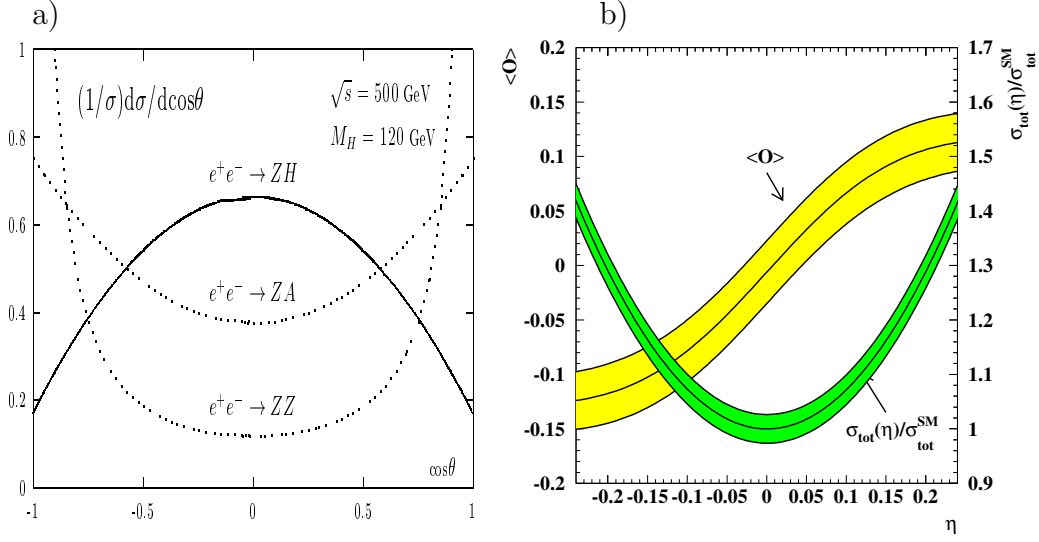 a)
1
0.8
0.6
0.4
0.2
0
-1
-0.5
0
0.5
1
(1/σ)dσ/dcosθ
√s = 500 GeV
M_H = 120 GeV
e⁺e⁻ → ZH
e⁺e⁻ → ZA
e⁺e⁻ → ZZ
cosθ
b)
<O>
0.2
0.15
0.1
0.05
0
-0.05
-0.1
-0.15
-0.2
-0.2
-0.15
-0.1
-0.05
0
0.05
0.1
0.15
0.2
η
<O>
σ_tot(η)/σ_tot^SM
1.7
1.6
1.5
1.4
1.3
1.2
1.1
1
0.9
σ_tot(η)/σ_tot^SM